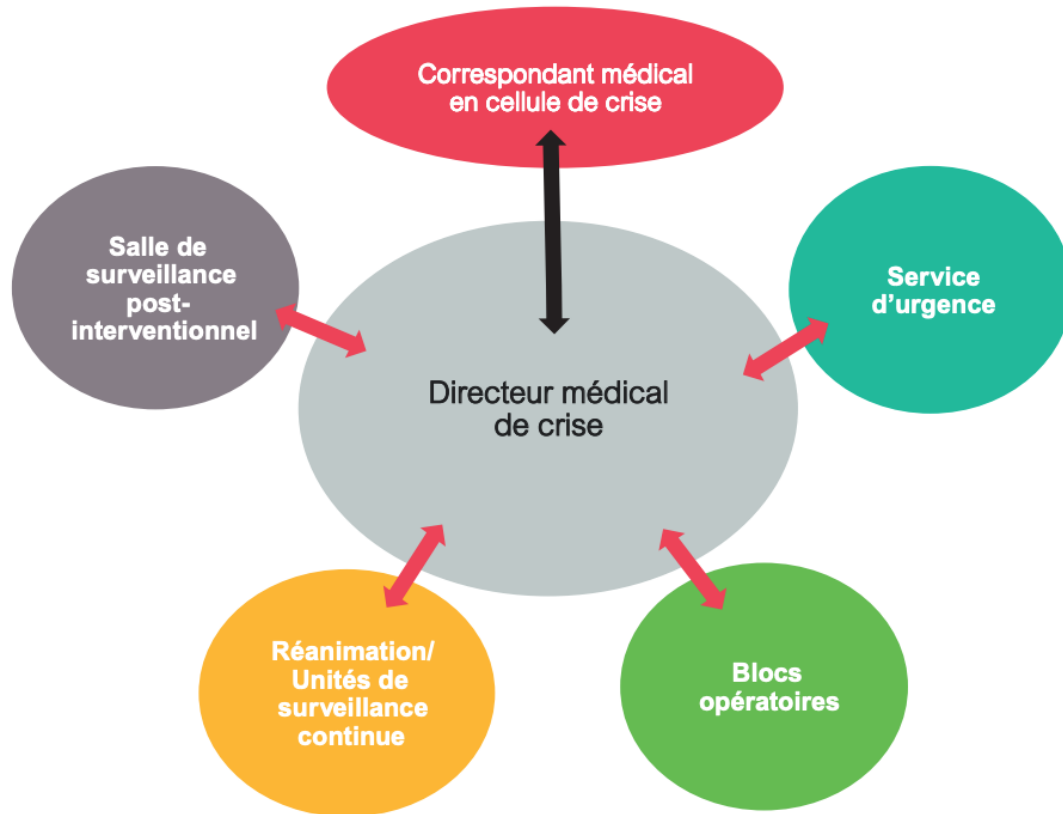 Correspondant médical
en cellule de crise
Salle de
surveillance
post-
interventionnel
Service
d'urgence
Directeur médical
de crise
Réanimation/
Unités de
surveillance
continue
Blocs
opératoires